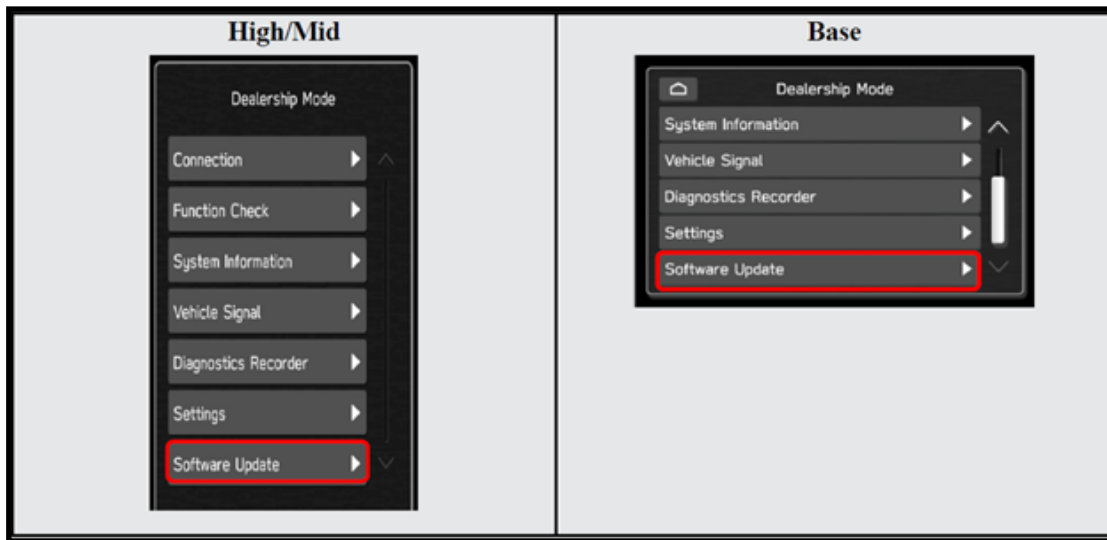 High/Mid
Dealership Mode
Connection
Function Check
System Information
Vehicle Signal
Diagnostics Recorder
Settings
Software Update
Base
Dealership Mode
System Information
Vehicle Signal
Diagnostics Recorder
Settings
Software Update